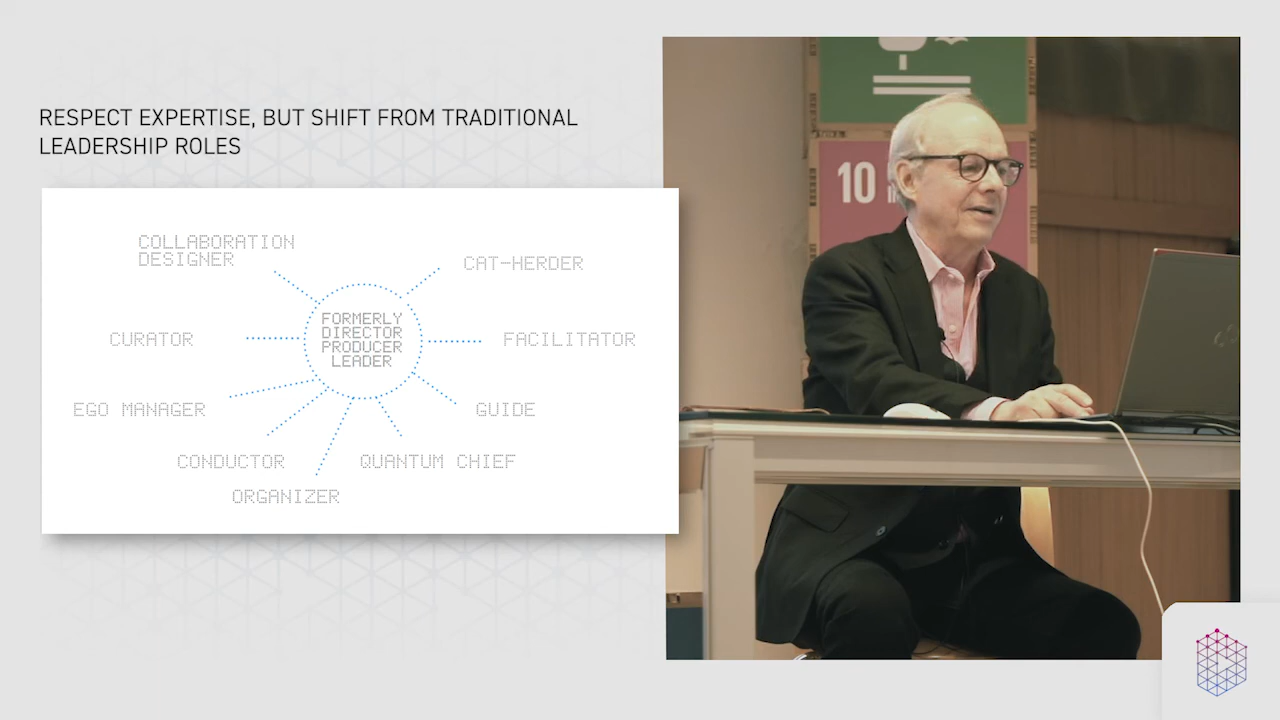 RESPECT EXPERTISE, BUT SHIFT FROM TRADITIONAL
LEADERSHIP ROLES
COLLABORATION
DESIGNER
CAT-HERDER
FORMERLY
DIRECTOR
PRODUCER
LEADER
CURATOR
FACILITATOR
EGO MANAGER
GUIDE
CONDUCTOR
QUANTUM CHIEF
ORGANIZER
10